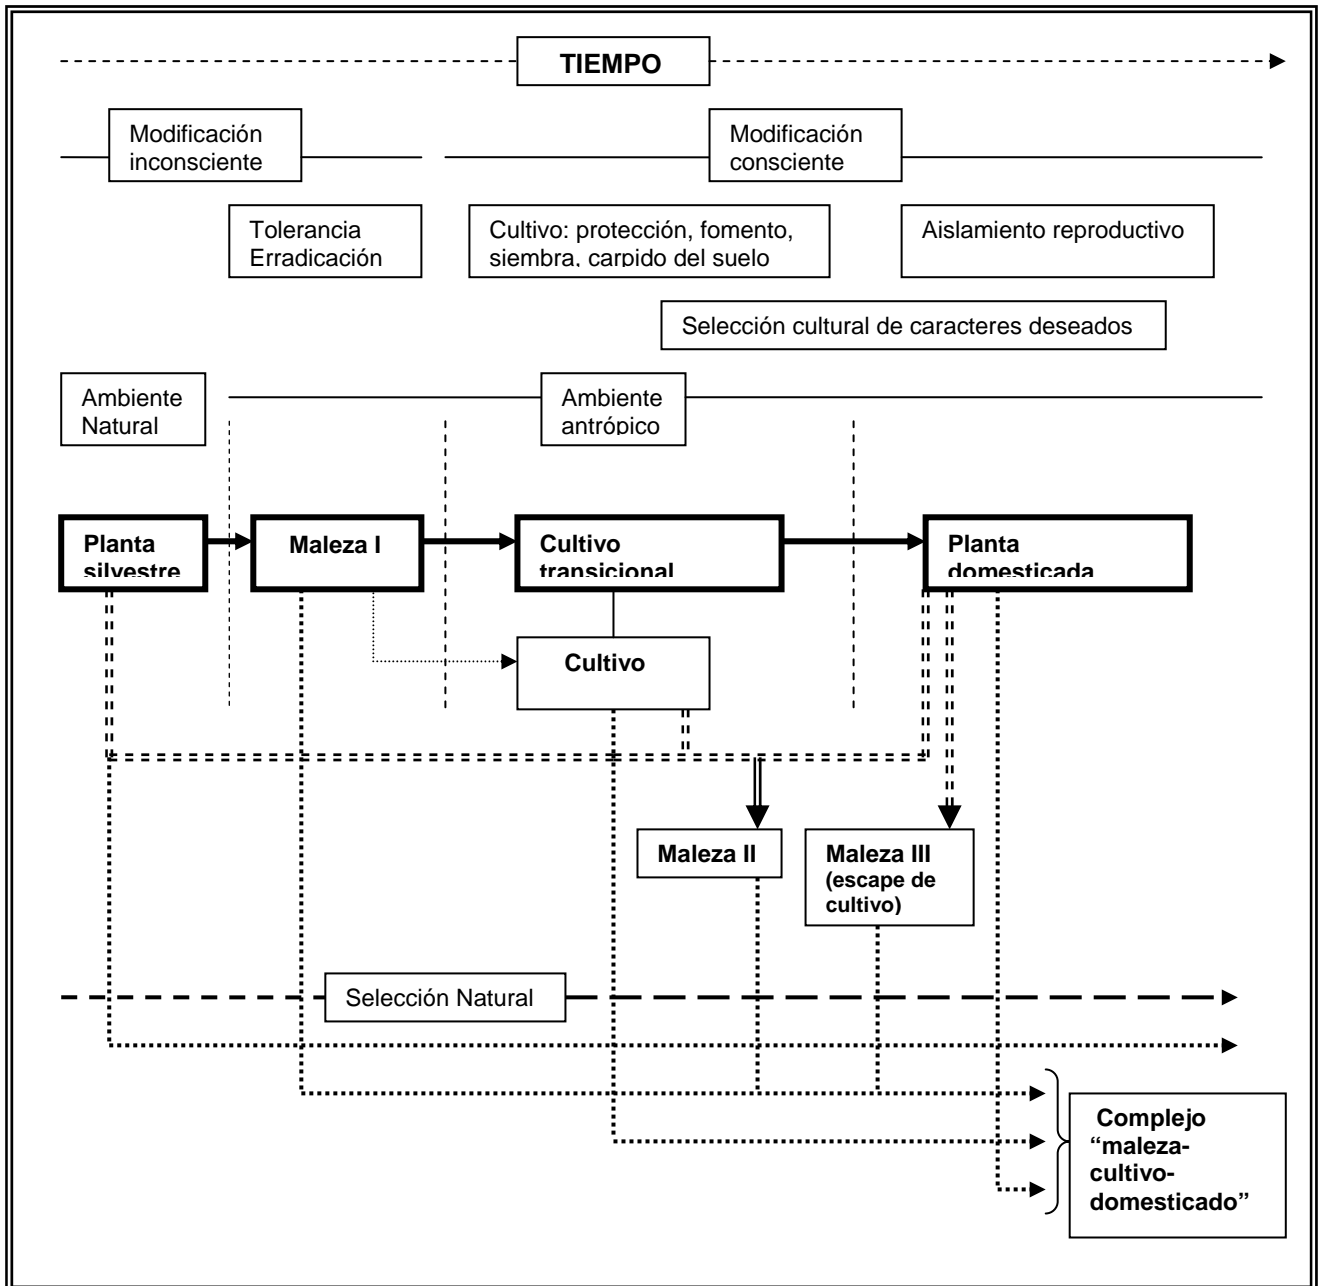 TIEMPO
Modificación
inconsciente
Modificación
consciente
Tolerancia
Erradicación
Cultivo: protección, fomento,
siembra, carpido del suelo
Aislamiento reproductivo
Selección cultural de caracteres deseados
Ambiente
Natural
Ambiente
antrópico
Planta
silvestre
Maleza I
Cultivo
transicional
Planta
domesticada
Cultivo
Maleza II
Maleza III
(escape de
cultivo)
Selección Natural
Complejo
“maleza-
cultivo-
domesticado”